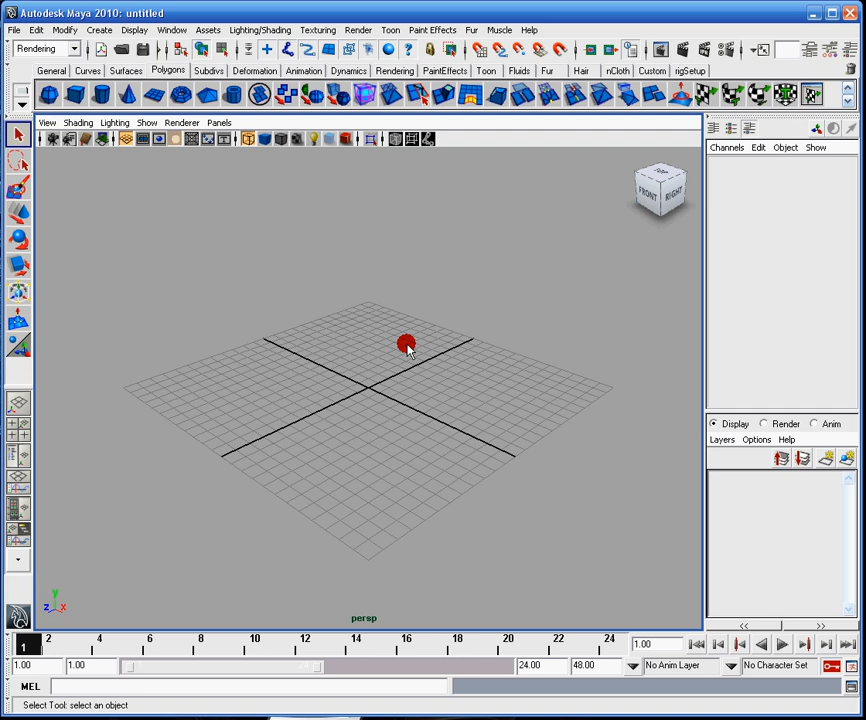 Autodesk Maya 2010: untitled
File Edit Modify Create Display Window Assets Lighting/Shading Texturing Render Toon Paint Effects Fur Muscle Help
Rendering
General Curves Surfaces Polygons Subdivs Deformation Animation Dynamics Rendering PaintEffects Toon Fluids Fur Hair nCloth Custom rigSetup
View Shading Lighting Show Renderer Panels
Channels Edit Object Show
TOP
FRONT RIGHT
Display Render Anim
Layers Options Help
y
z x
persp
1 2 4 6 8 10 12 14 16 18 20 22 24 1.00
1.00 1.00 24.00 48.00 No Anim Layer No Character Set
MEL
Select Tool: select an object